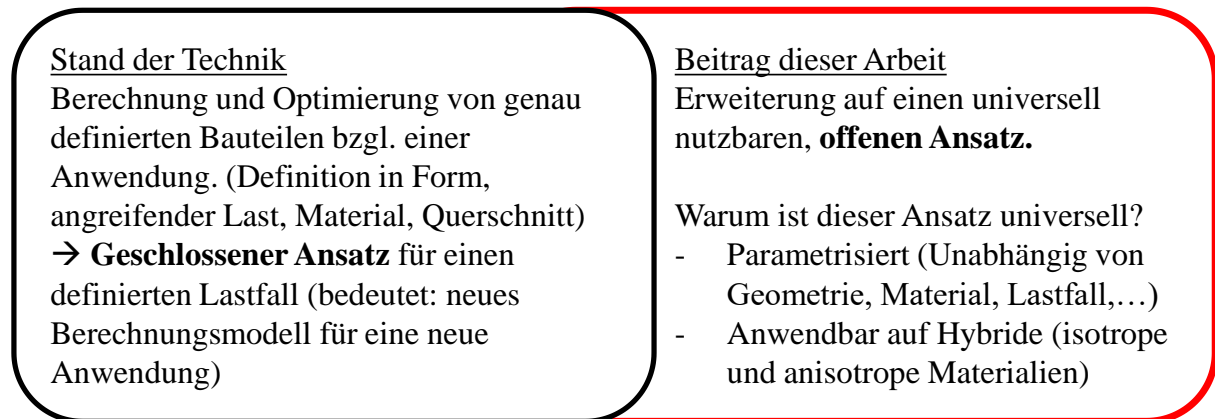 Stand der Technik
Berechnung und Optimierung von genau
definierten Bauteilen bzgl. einer
Anwendung. (Definition in Form,
angreifender Last, Material, Querschnitt)
→ Geschlossener Ansatz für einen
definierten Lastfall (bedeutet: neues
Berechnungsmodell für eine neue
Anwendung)
Beitrag dieser Arbeit
Erweiterung auf einen universell
nutzbaren, offenen Ansatz.
Warum ist dieser Ansatz universell?
- Parametrisiert (Unabhängig von
Geometrie, Material, Lastfall,…)
- Anwendbar auf Hybride (isotrope
und anisotrope Materialien)